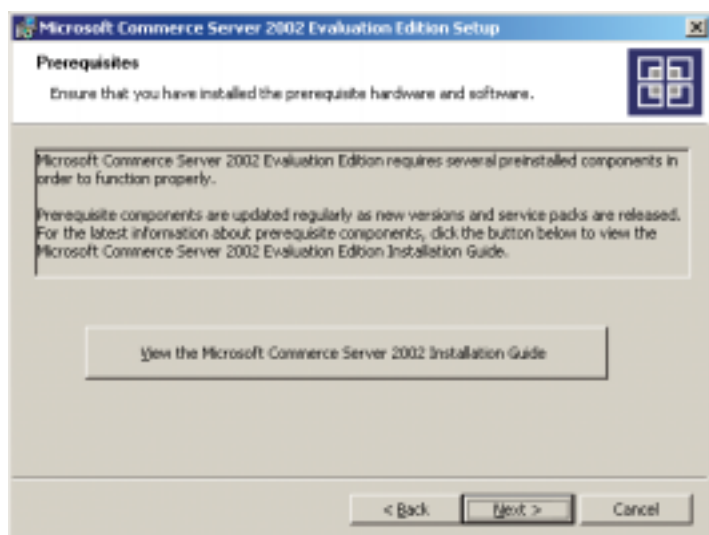 Microsoft Commerce Server 2002 Evaluation Edition Setup
Prerequisites
Ensure that you have installed the prerequisite hardware and software.
Microsoft Commerce Server 2002 Evaluation Edition requires several preinstalled components in
order to function properly.
Prerequisite components are updated regularly as new versions and service packs are released.
For the latest information about prerequisite components, click the button below to view the
Microsoft Commerce Server 2002 Evaluation Edition Installation Guide.
View the Microsoft Commerce Server 2002 Installation Guide
< Back
Next >
Cancel